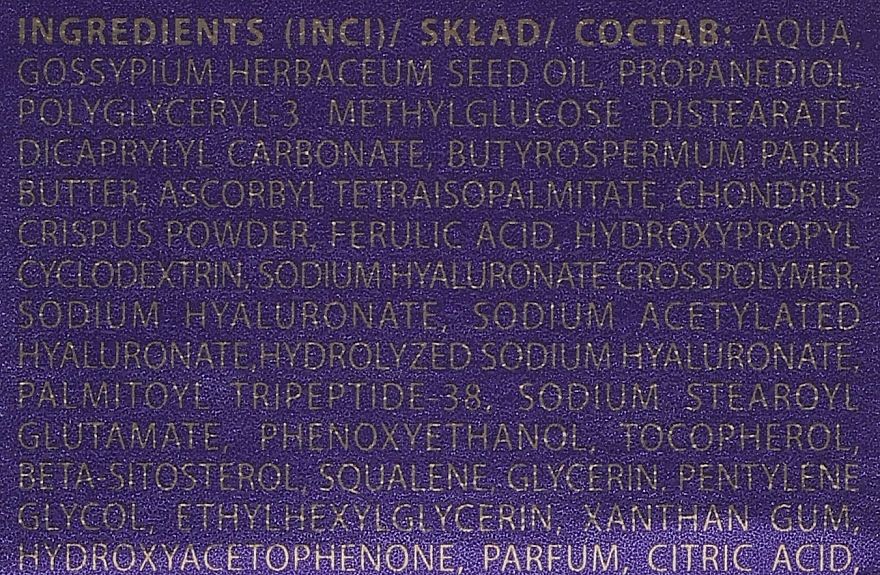 INGREDIENTS (INCI)/ SKŁAD/ СОСТАВ: AQUA,
GOSSYPIUM HERBACEUM SEED OIL, PROPANEDIOL,
POLYGLYCERYL-3 METHYLGLUCOSE DISTEARATE,
DICAPRYLYL CARBONATE, BUTYROSPERMUM PARKII
BUTTER, ASCORBYL TETRAISOPALMITATE, CHONDRUS
CRISPUS POWDER, FERULIC ACID, HYDROXYPROPYL
CYCLODEXTRIN, SODIUM HYALURONATE CROSSPOLYMER,
SODIUM HYALURONATE, SODIUM ACETYLATED
HYALURONATE,HYDROLYZED SODIUM HYALURONATE,
PALMITOYL TRIPEPTIDE-38, SODIUM STEAROYL
GLUTAMATE, PHENOXYETHANOL, TOCOPHEROL,
BETA-SITOSTEROL, SQUALENE, GLYCERIN, PENTYLENE
GLYCOL, ETHYLHEXYLGLYCERIN, XANTHAN GUM,
HYDROXYACETOPHENONE, PARFUM, CITRIC ACID,